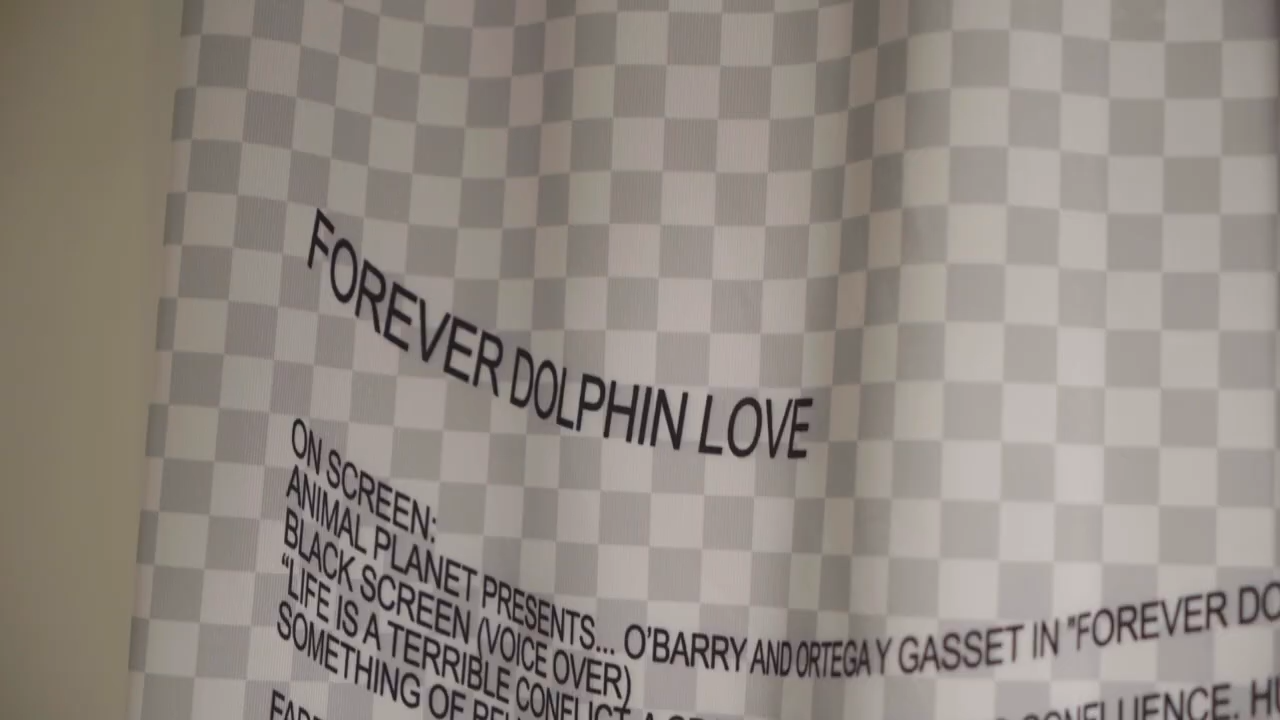 FOREVER DOLPHIN LOVE
ON SCREEN:
ANIMAL PLANET PRESENTS... O'BARRY AND ORTEGA Y GASSET IN "FOREVER DO
BLACK SCREEN (VOICE OVER)
“LIFE IS A TERRIBLE CONFLICT, A
CONFLUENCE, HU
SOMETHING OF